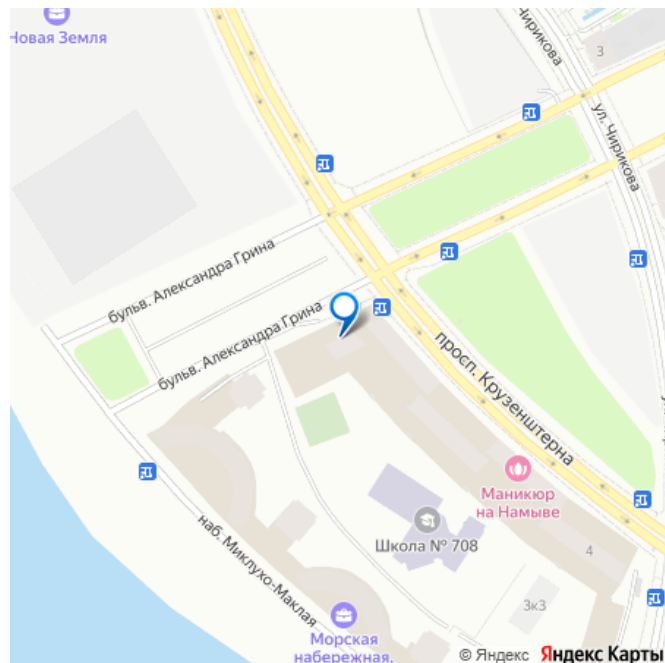 Новая Земля
Чирикова
3
ул. Чирикова
бульв. Александра Грина
бульв. Александра Грина
просп. Крузенштерна
Маникюр
на Намыве
Школа № 708
4
наб. Миклухо-Маклая
3к3
Морская
набережная.
© Яндекс Яндекс Карты